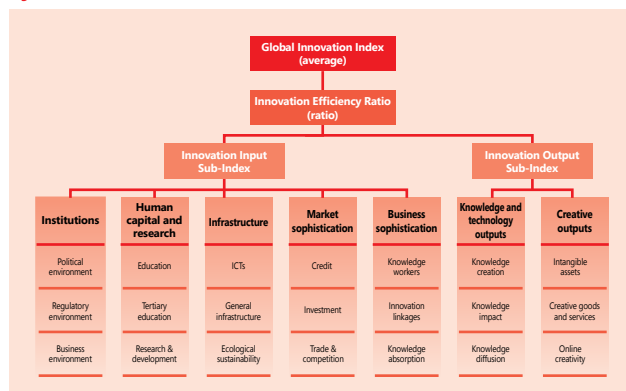 Global Innovation Index
(average)
Innovation Efficiency Ratio
(ratio)
Innovation Input
Sub-Index
Innovation Output
Sub-Index
Institutions
Human
capital and
research
Infrastructure
Market
sophistication
Business
sophistication
Knowledge and
technology
outputs
Creative
outputs
Political
environment
Education
ICTs
Credit
Knowledge
workers
Knowledge
creation
Intangible
assets
Regulatory
environment
Tertiary
education
General
infrastructure
Investment
Innovation
linkages
Knowledge
impact
Creative goods
and services
Business
environment
Research &
development
Ecological
sustainability
Trade &
competition
Knowledge
absorption
Knowledge
diffusion
Online
creativity